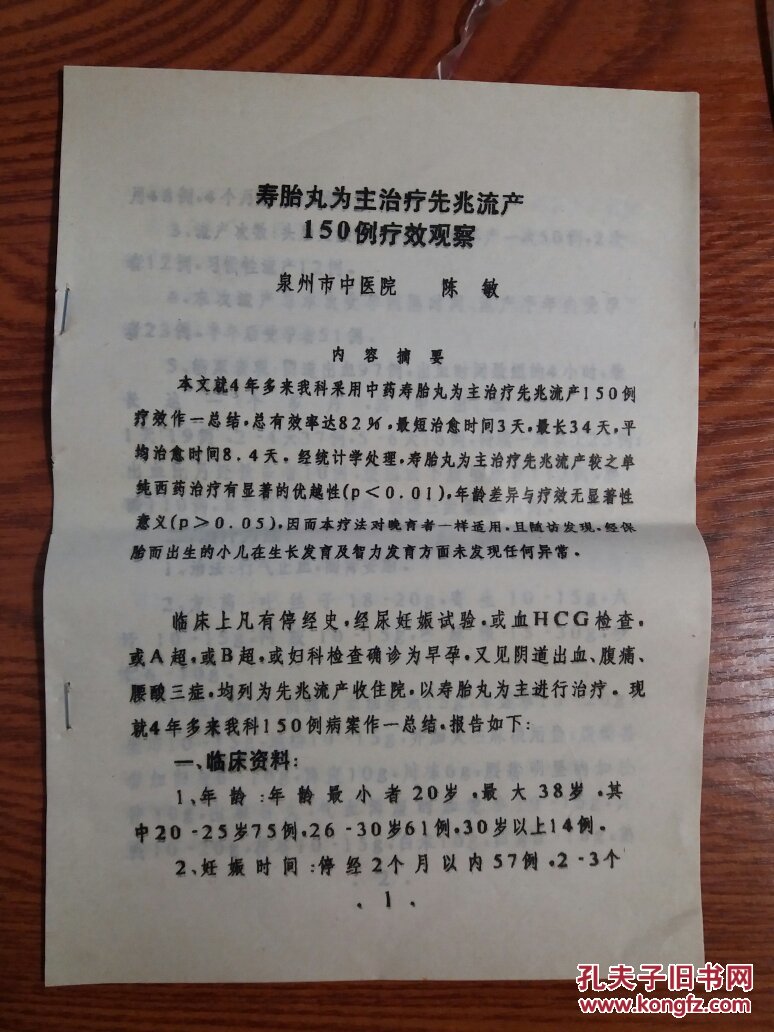 寿胎丸为主治疗先兆流产
150例疗效观察
泉州市中医院 陈敏
内容摘要
本文就4年多来我科采用中药寿胎丸为主治疗先兆流产150例
疗效作一总结,总有效率达82%,最短治愈时间3天,最长34天,平
均治愈时间8.4天。经统计学处理,寿胎丸为主治疗先兆流产较之单
纯西药治疗有显著的优越性(p<0.01),年龄差异与疗效无显著性
意义(p>0.05),因而本疗法对晚育者一样适用,且随访发现,经保
胎而出生的小儿在生长发育及智力发育方面未发现任何异常。
临床上凡有停经史,经尿妊娠试验,或血HCG检查,
或A超,或B超,或妇科检查确诊为早孕,又见阴道出血、腹痛、
腰酸三症,均列为先兆流产收住院,以寿胎丸为主进行治疗。现
就4年多来我科150例病案作一总结,报告如下:
一、临床资料:
1、年龄:年龄最小者20岁,最大38岁,其
中20-25岁75例,26-30岁61例,30岁以上14例。
2、妊娠时间:停经2个月以内57例,2-3个
·1·
孔夫子旧书网
www.kongfz.com